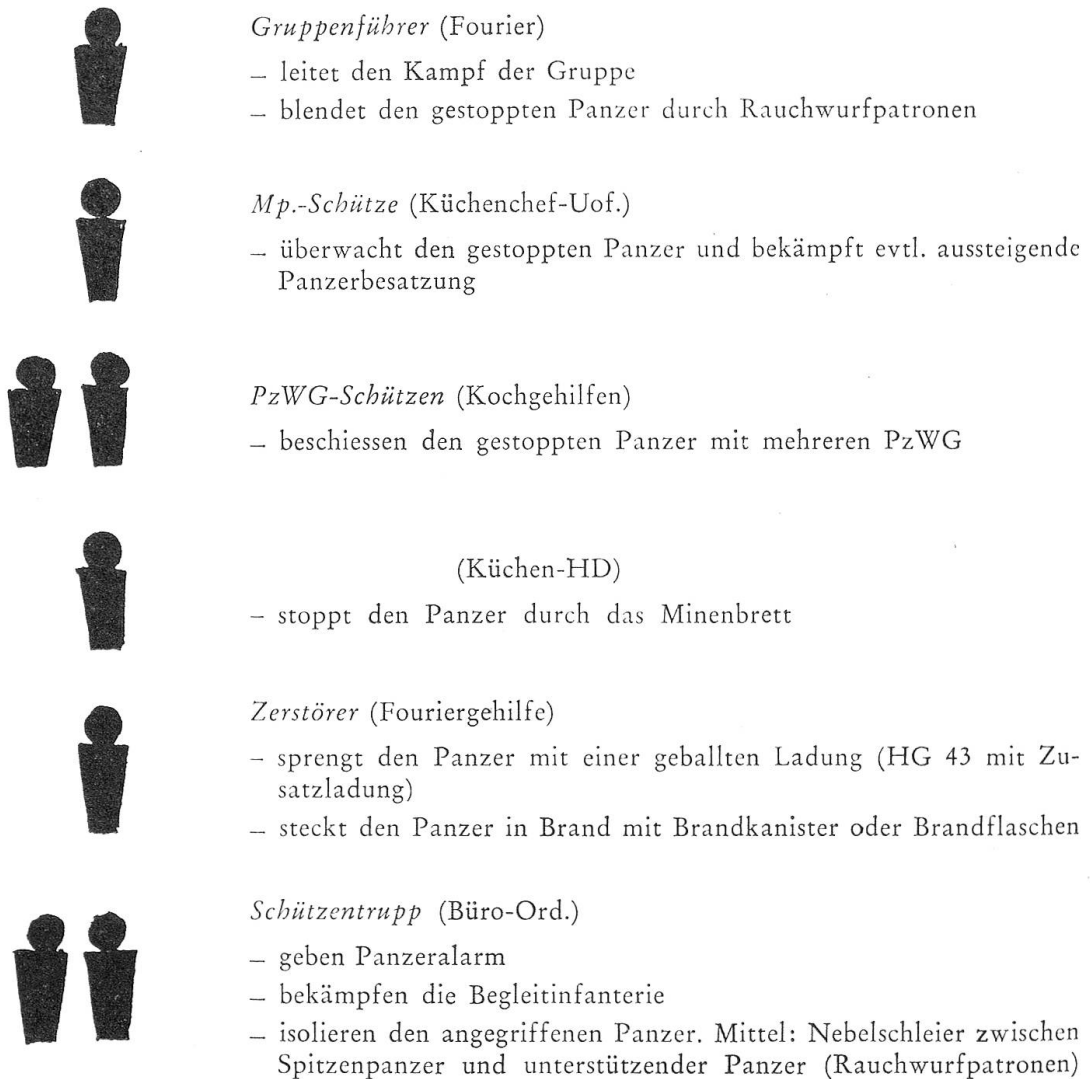 Gruppenführer (Fourier)
– leitet den Kampf der Gruppe
– blendet den gestoppten Panzer durch Rauchwurfpatronen
Mp.-Schütze (Küchenchef-Uof.)
– überwacht den gestoppten Panzer und bekämpft evtl. aussteigende
Panzerbesatzung
PzWG-Schützen (Kochgehilfen)
– beschiessen den gestoppten Panzer mit mehreren PzWG
(Küchen-HD)
– stoppt den Panzer durch das Minenbrett
Zerstörer (Fouriergehilfe)
– sprengt den Panzer mit einer geballten Ladung (HG 43 mit Zu-
satzladung)
– steckt den Panzer in Brand mit Brandkanister oder Brandflaschen
Schützentrupp (Büro-Ord.)
– geben Panzeralarm
– bekämpfen die Begleitinfanterie
– isolieren den angegriffenen Panzer. Mittel: Nebelschleier zwischen
Spitzenpanzer und unterstützender Panzer (Rauchwurfpatronen)